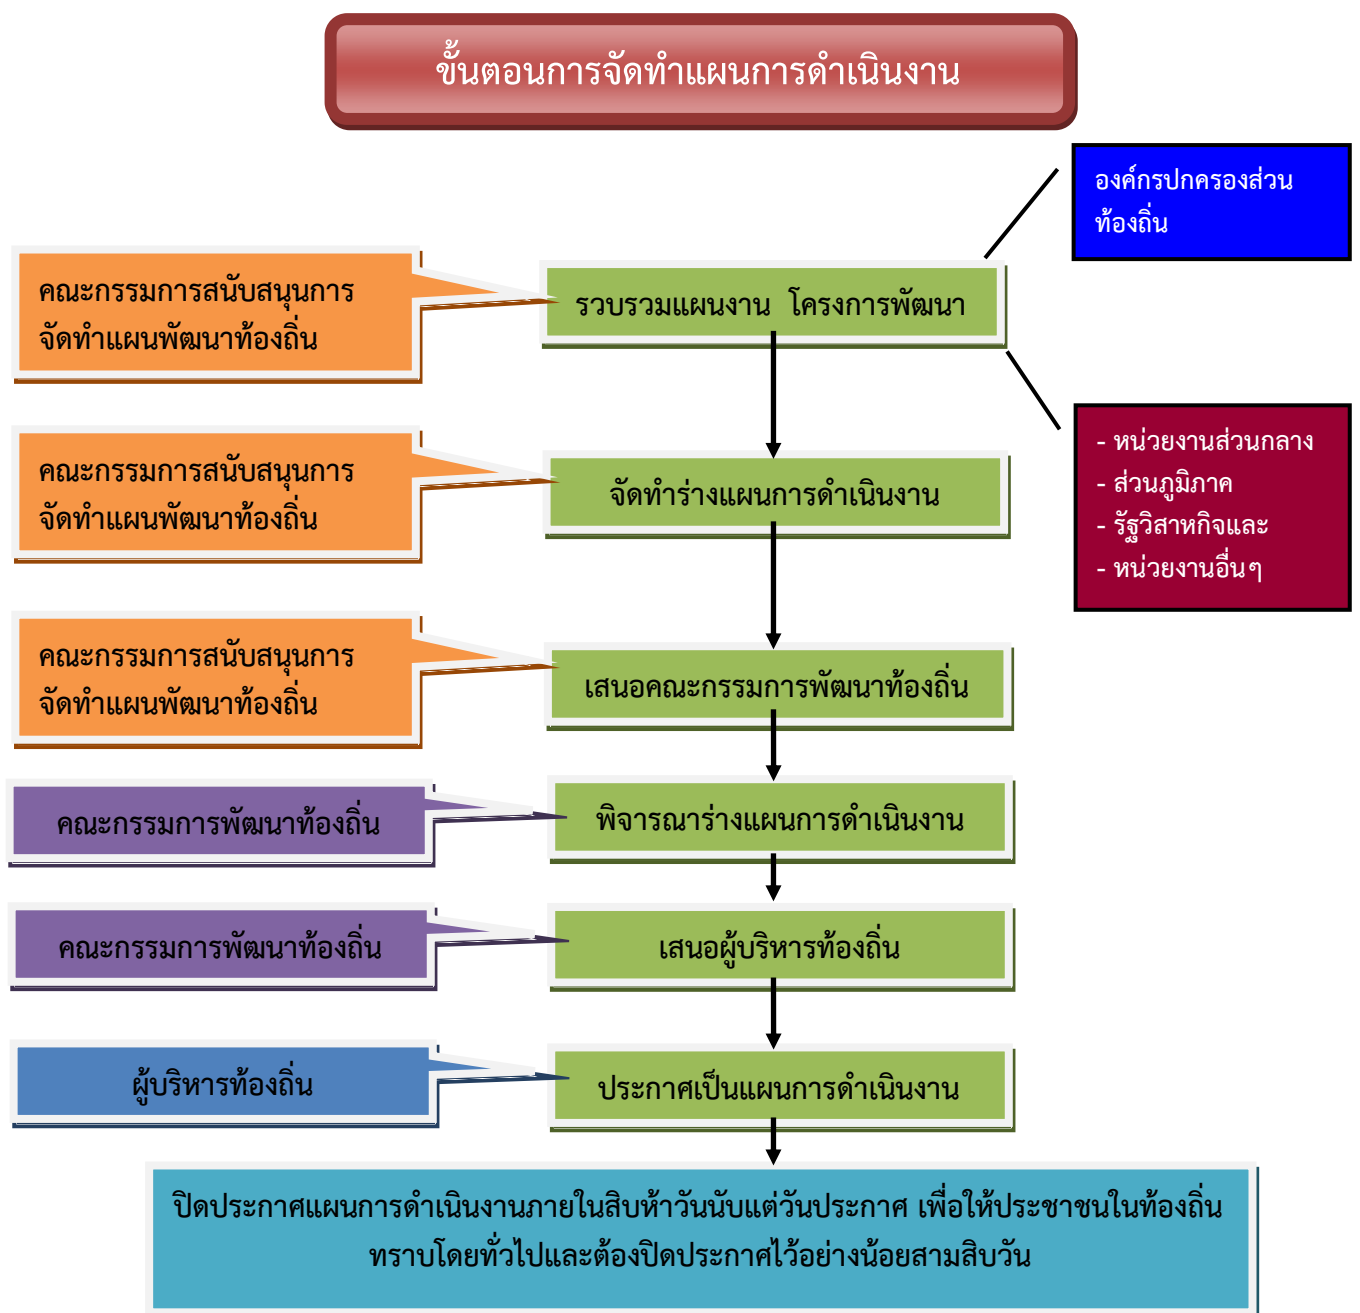 ขั้นตอนการจัดทำแผนการดำเนินงาน
องค์กรปกครองส่วน
ท้องถิ่น
คณะกรรมการสนับสนุนการ
จัดทำแผนพัฒนาท้องถิ่น
รวบรวมแผนงาน โครงการพัฒนา
- หน่วยงานส่วนกลาง
- ส่วนภูมิภาค
- รัฐวิสาหกิจและ
- หน่วยงานอื่นๆ
คณะกรรมการสนับสนุนการ
จัดทำแผนพัฒนาท้องถิ่น
จัดทำร่างแผนการดำเนินงาน
คณะกรรมการสนับสนุนการ
จัดทำแผนพัฒนาท้องถิ่น
เสนอคณะกรรมการพัฒนาท้องถิ่น
คณะกรรมการพัฒนาท้องถิ่น
พิจารณาร่างแผนการดำเนินงาน
คณะกรรมการพัฒนาท้องถิ่น
เสนอผู้บริหารท้องถิ่น
ผู้บริหารท้องถิ่น
ประกาศเป็นแผนการดำเนินงาน
ปิดประกาศแผนการดำเนินงานภายในสิบห้าวันนับแต่วันประกาศ เพื่อให้ประชาชนในท้องถิ่น
ทราบโดยทั่วไปและต้องปิดประกาศไว้อย่างน้อยสามสิบวัน